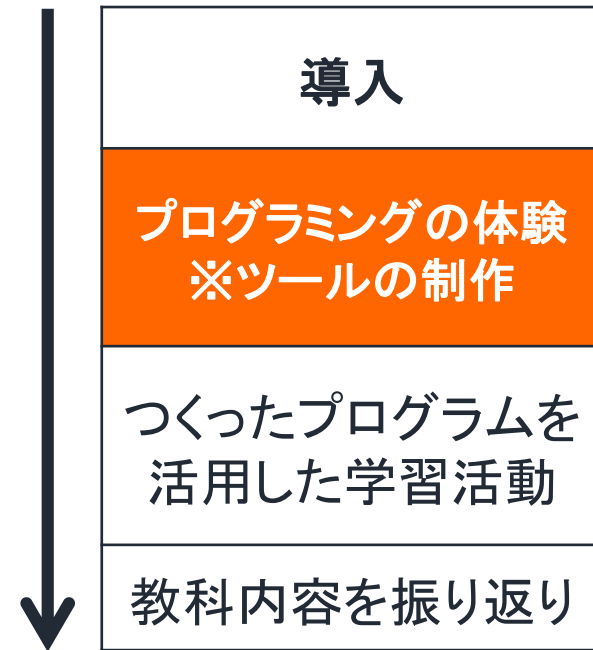 導入
プログラミングの体験
※ツールの制作
つくったプログラムを
活用した学習活動
教科内容を振り返り